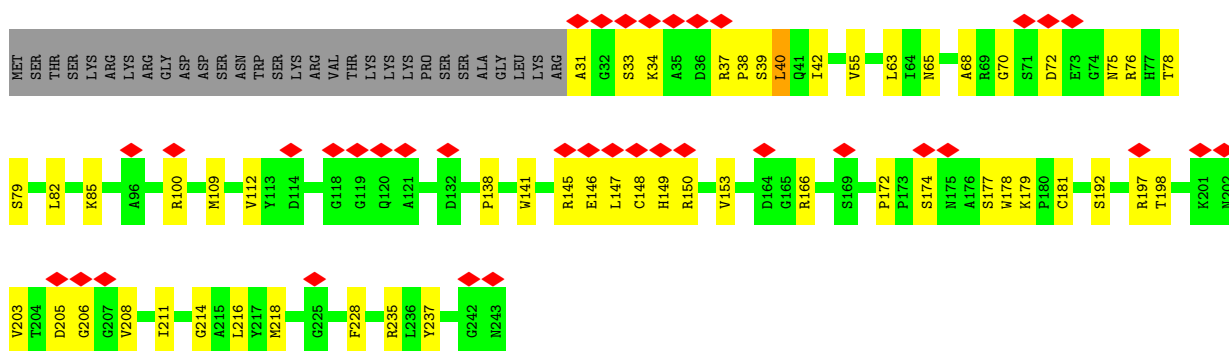 MET SER THR SER LYS ARG LYS ARG GLY ASP ASP SER ASN TRP SER LYS ARG VAL THR LYS LYS LYS PRO SER SER ALA GLY LEU LYS ARG A31 G32 S33 K34 A35 D36 R37 P38 S39 L40 Q41 I42 V55 L63 I64 N65 A68 R69 G70 S71 D72 E73 G74 N75 R76 H77 T78
S79 L82 K85 A96 R100 M109 V112 Y113 D114 G118 G119 Q120 A121 D132 P138 W141 R145 E146 L147 C148 H149 R150 V153 D164 G165 R166 S169 P172 P173 S174 N175 A176 S177 W178 K179 P180 C181 S192 R197 T198 K201 N202
V203 T204 D205 G206 G207 V208 I211 G214 A215 L216 Y217 M218 G225 F228 R235 L236 Y237 G242 N243